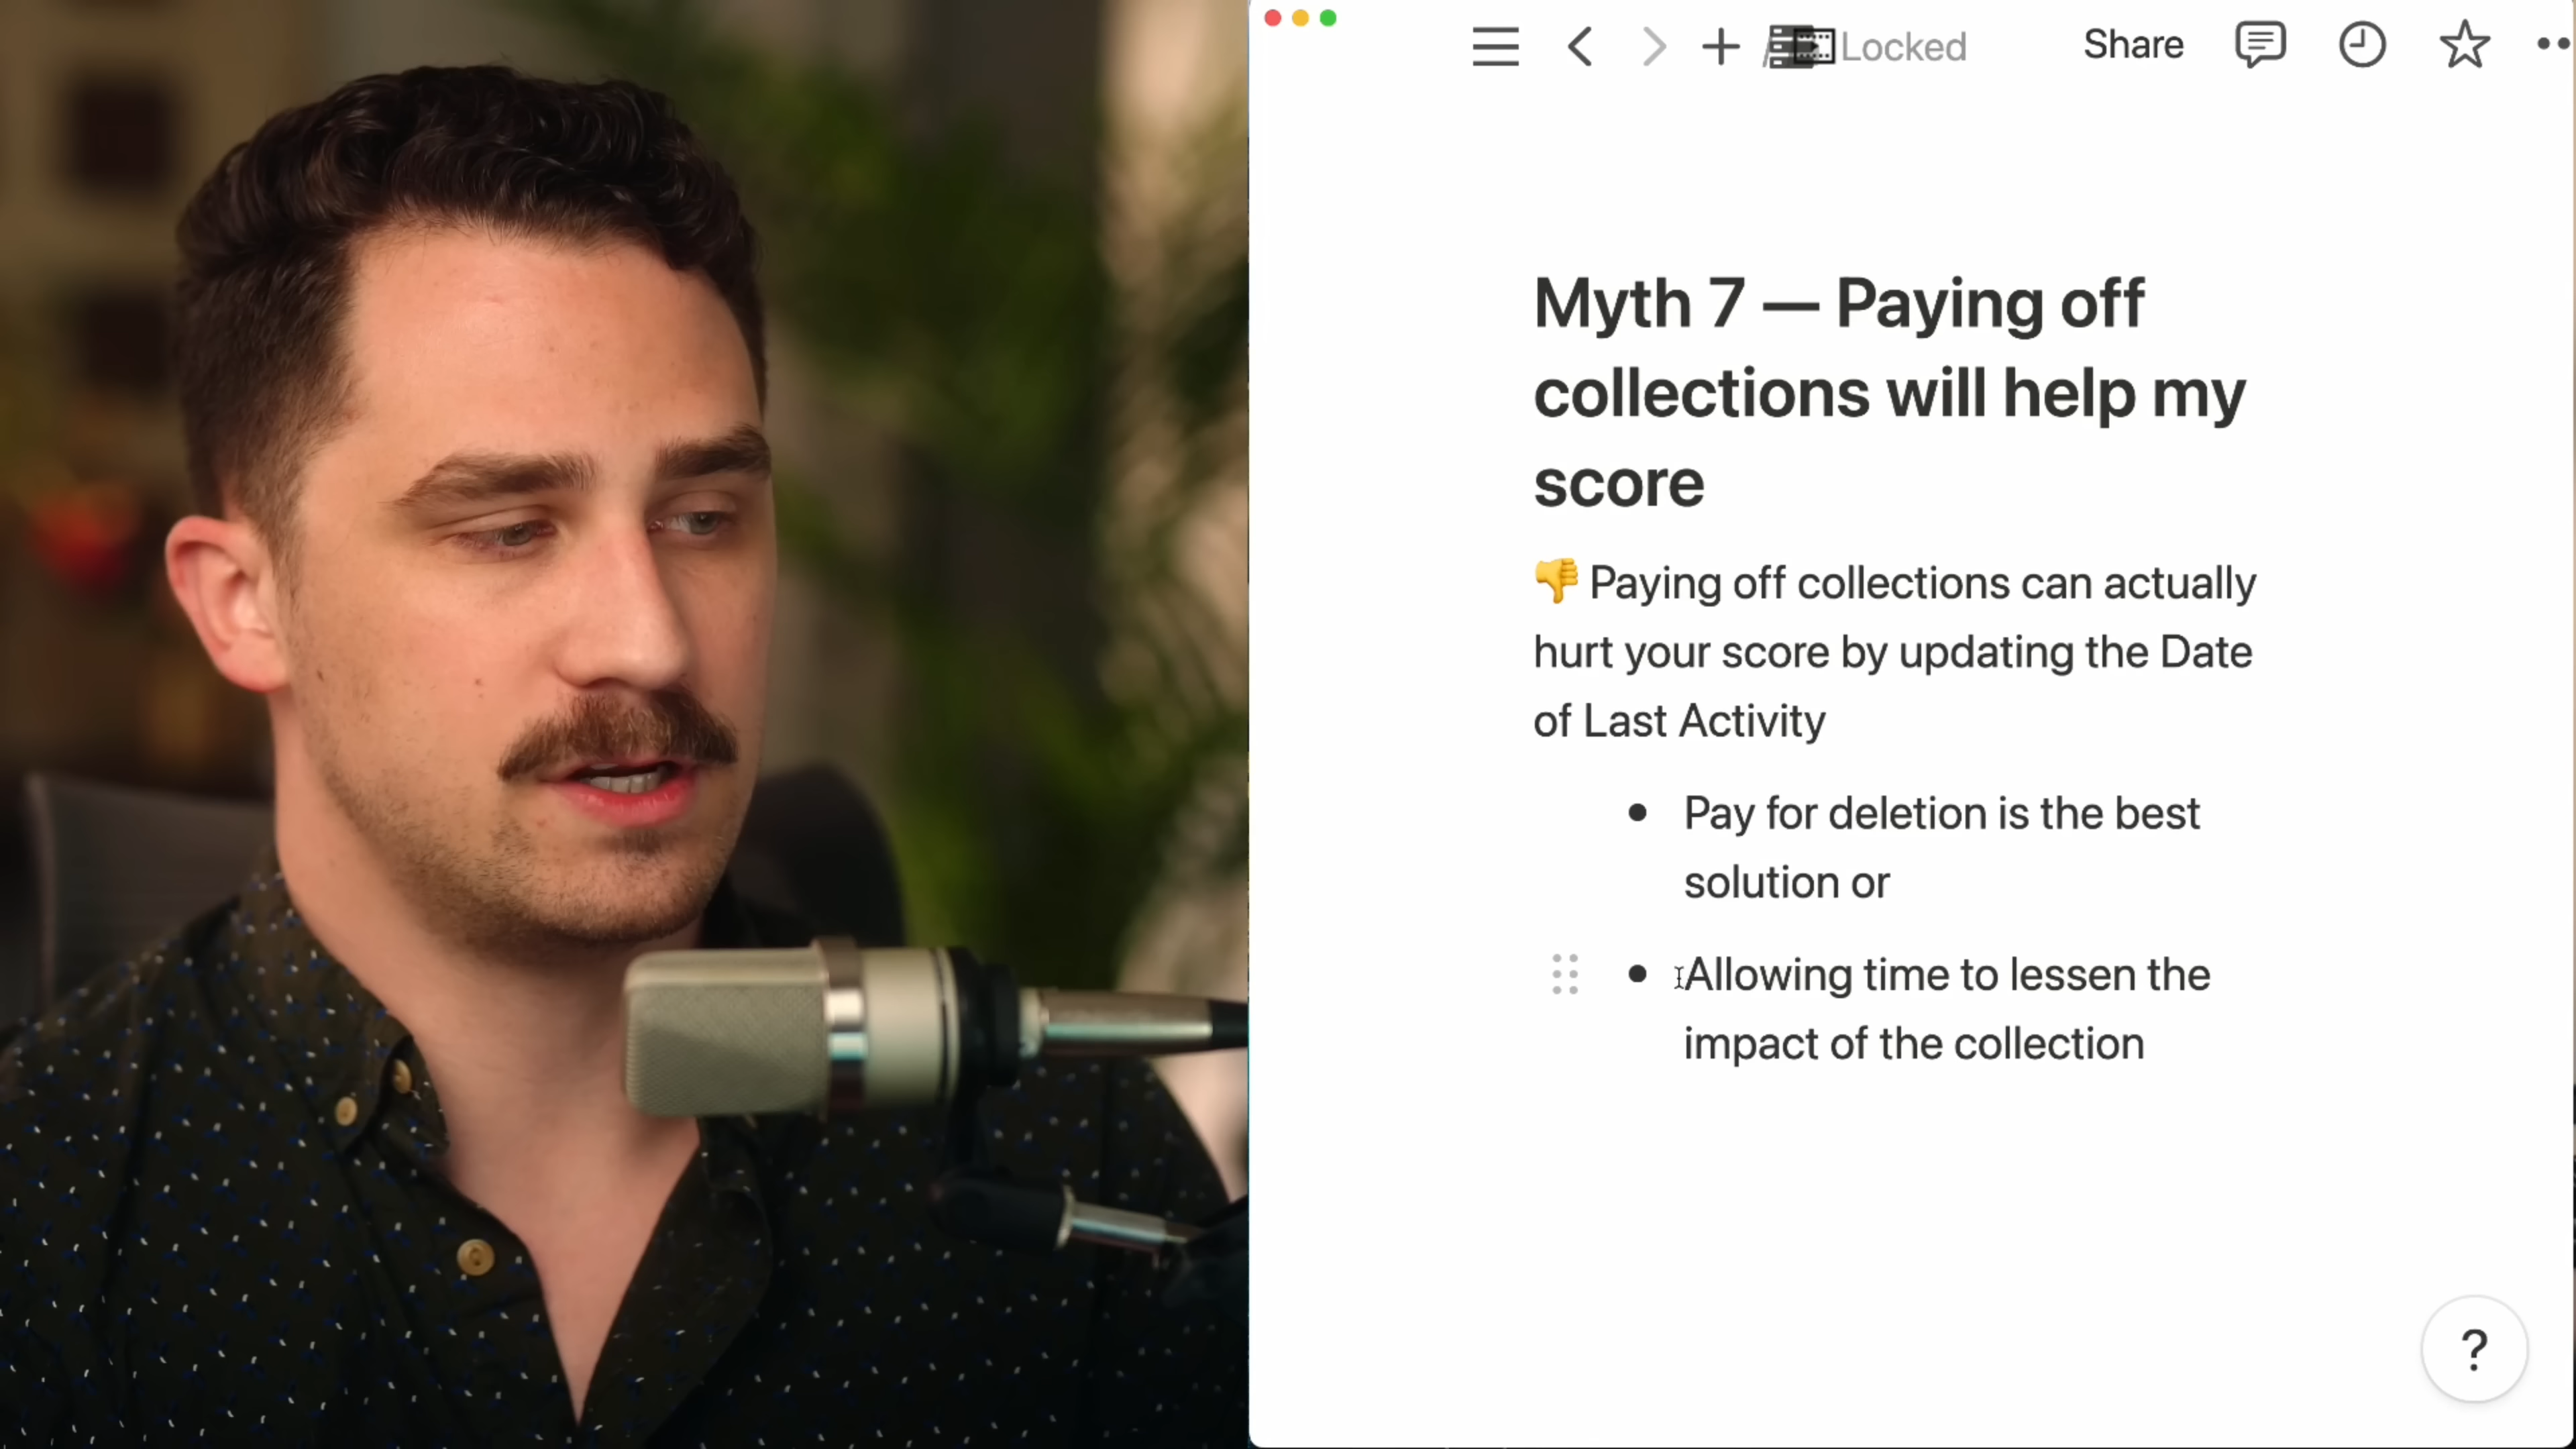 Locked
Share
Myth 7 — Paying off
collections will help my
score
👎 Paying off collections can actually
hurt your score by updating the Date
of Last Activity
• Pay for deletion is the best
solution or
• Allowing time to lessen the
impact of the collection
?